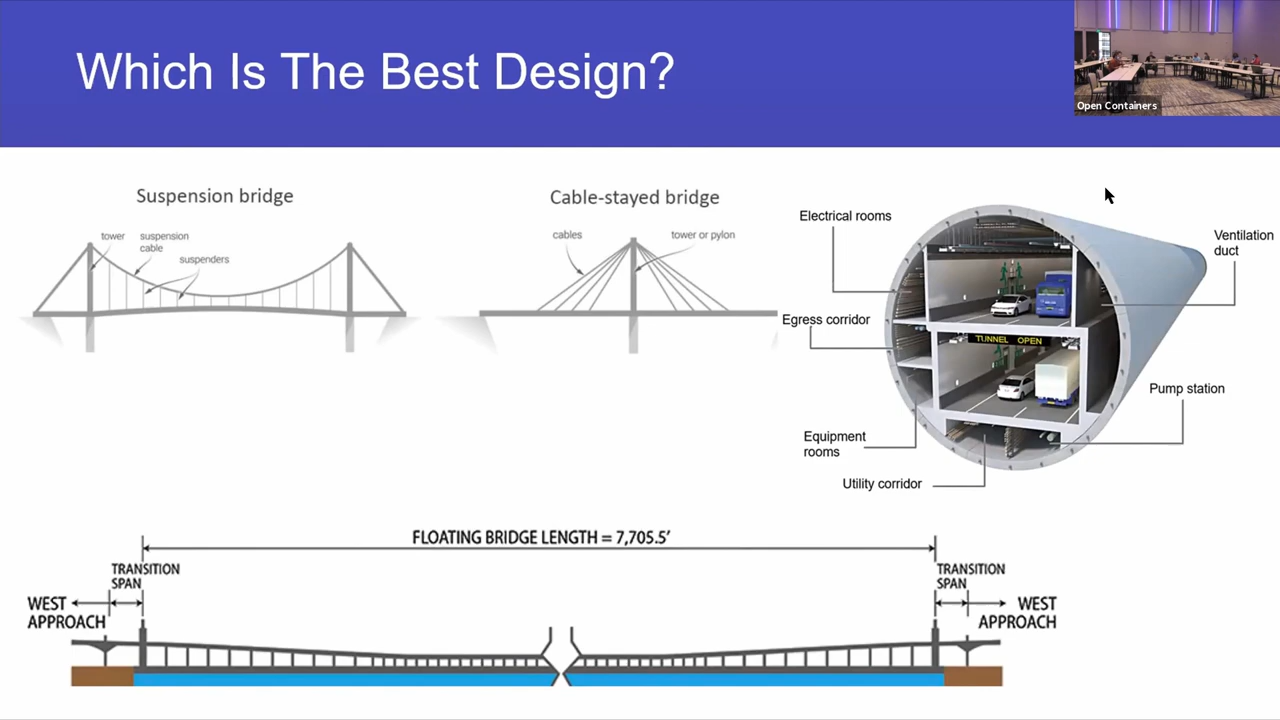 Which Is The Best Design?
Open Containers
Suspension bridge
tower
suspension
cable
suspenders
Cable-stayed bridge
cables
tower or pylon
Electrical rooms
Ventilation
duct
Egress corridor
TUNNEL OPEN
Pump station
Equipment
rooms
Utility corridor
FLOATING BRIDGE LENGTH = 7,705.5′
TRANSITION
SPAN
WEST
APPROACH
TRANSITION
SPAN
WEST
APPROACH